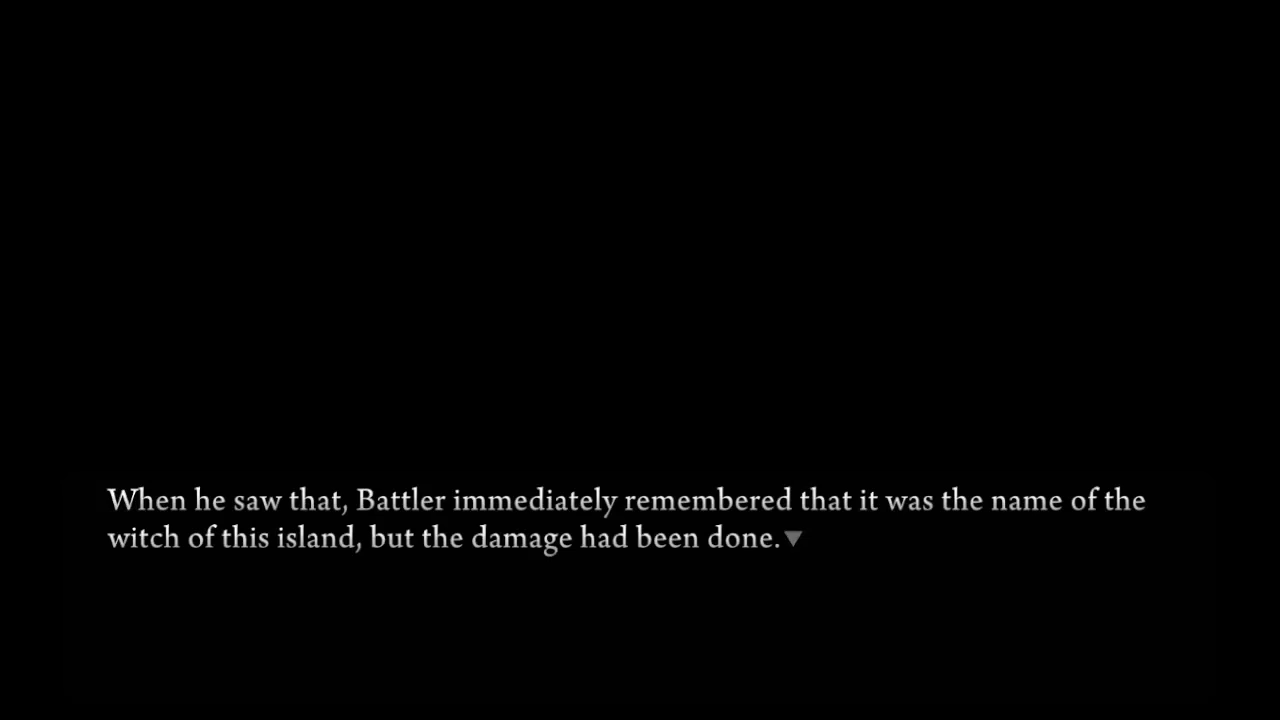 When he saw that, Battler immediately remembered that it was the name of the
witch of this island, but the damage had been done.